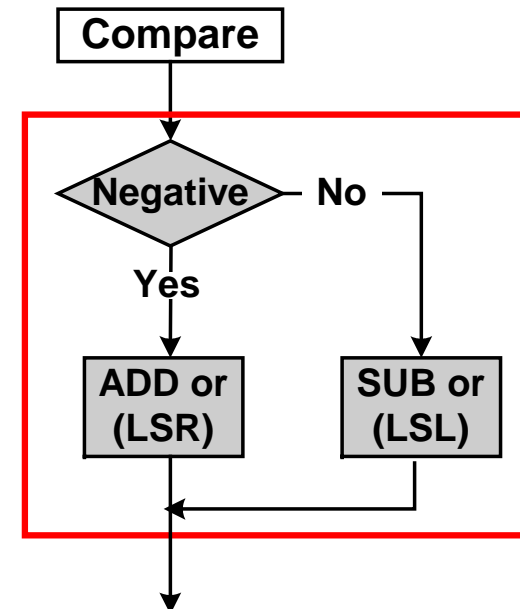 Compare
Negative
No
Yes
ADD or
(LSR)
SUB or
(LSL)